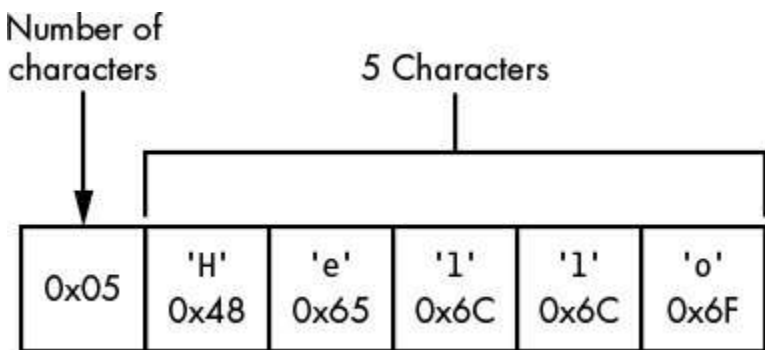 Number of
characters
5 Characters
0x05
'H'
0x48
'e'
0x65
'l'
0x6C
'l'
0x6C
'o'
0x6F